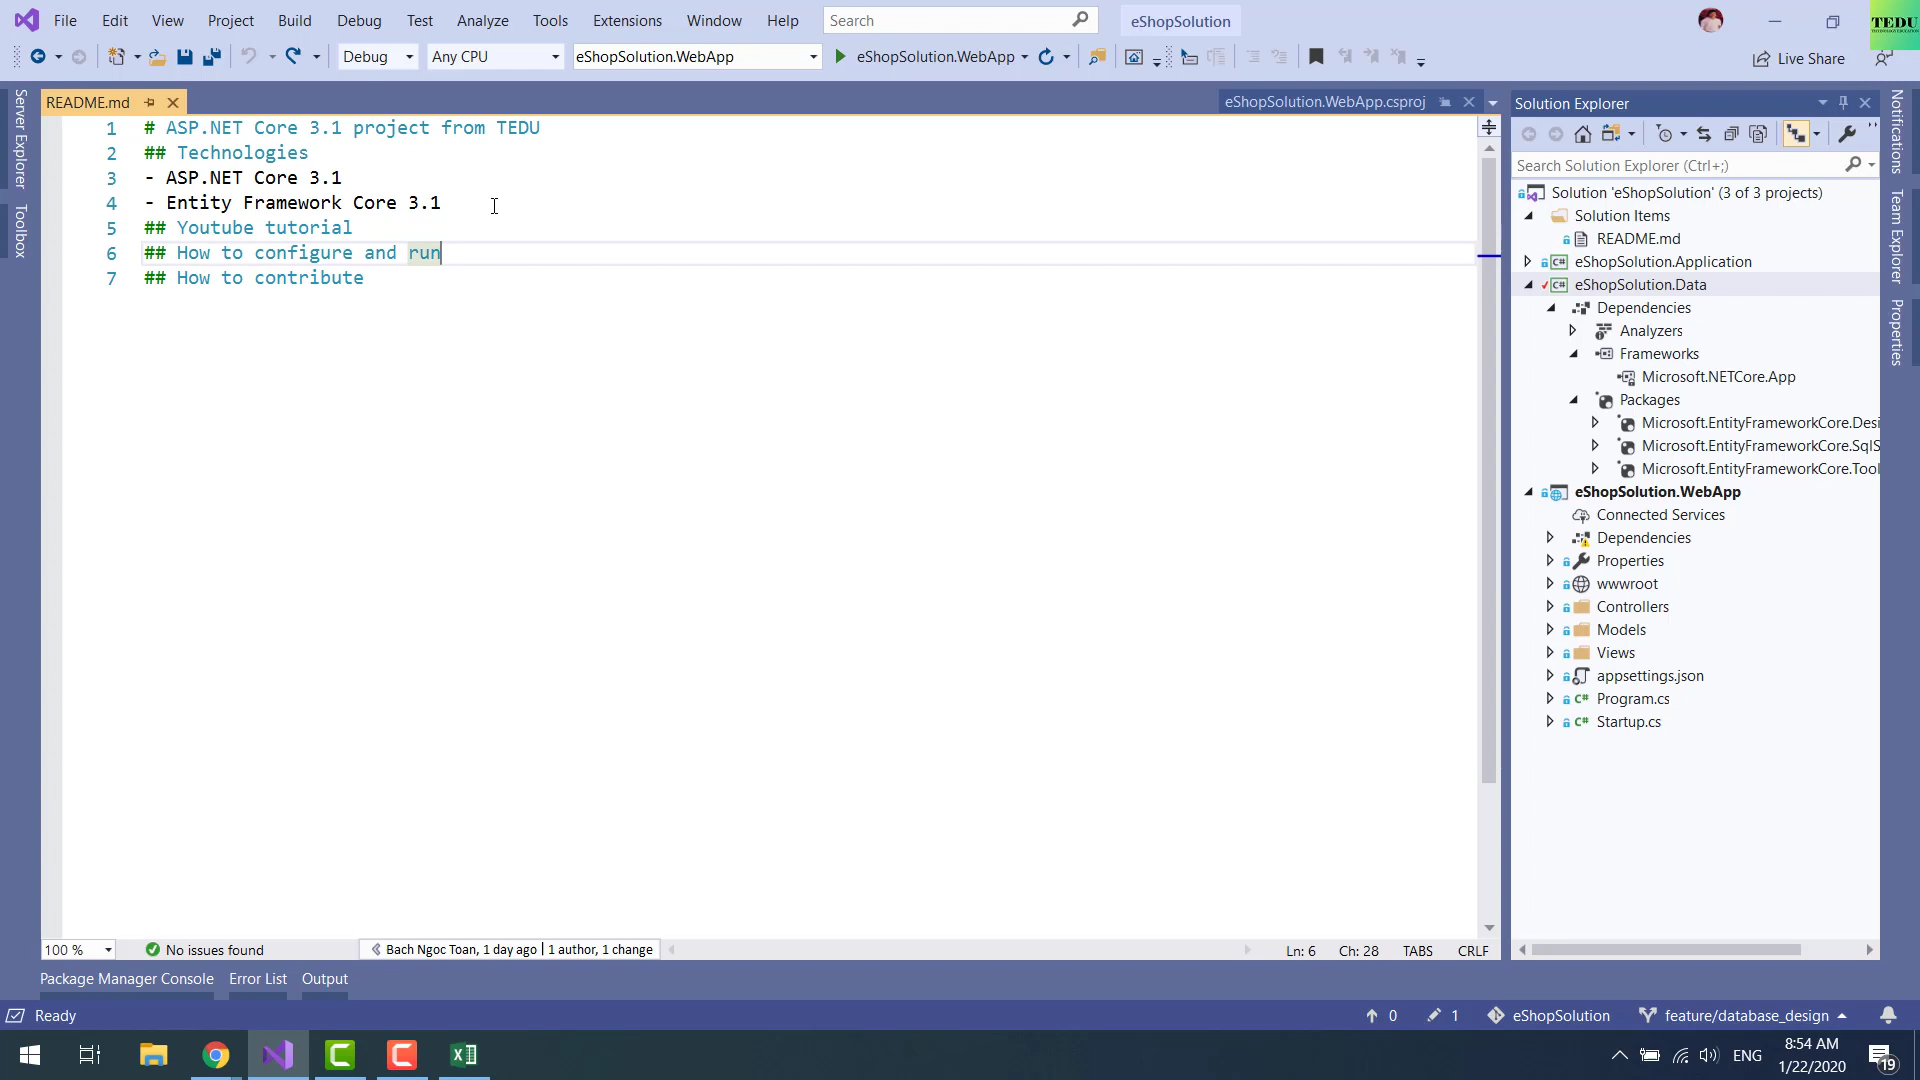 File Edit View Project Build Debug Test Analyze Tools Extensions Window Help Search eShopSolution
TEDU
Debug Any CPU eShopSolution.WebApp eShopSolution.WebApp Live Share
Server Explorer
Toolbox
README.md
eShopSolution.WebApp.csproj
1 # ASP.NET Core 3.1 project from TEDU
2 ## Technologies
3 - ASP.NET Core 3.1
4 - Entity Framework Core 3.1
5 ## Youtube tutorial
6 ## How to configure and run
7 ## How to contribute
Solution Explorer
Search Solution Explorer (Ctrl+;)
Solution 'eShopSolution' (3 of 3 projects)
Solution Items
README.md
eShopSolution.Application
eShopSolution.Data
Dependencies
Analyzers
Frameworks
Microsoft.NETCore.App
Packages
Microsoft.EntityFrameworkCore.Desi
Microsoft.EntityFrameworkCore.SqlS
Microsoft.EntityFrameworkCore.Tool
eShopSolution.WebApp
Connected Services
Dependencies
Properties
wwwroot
Controllers
Models
Views
appsettings.json
Program.cs
Startup.cs
Notifications
Team Explorer
Properties
100 % No issues found Bach Ngoc Toan, 1 day ago | 1 author, 1 change Ln: 6 Ch: 28 TABS CRLF
Package Manager Console Error List Output
Ready 0 1 eShopSolution feature/database_design
ENG
8:54 AM
1/22/2020
19